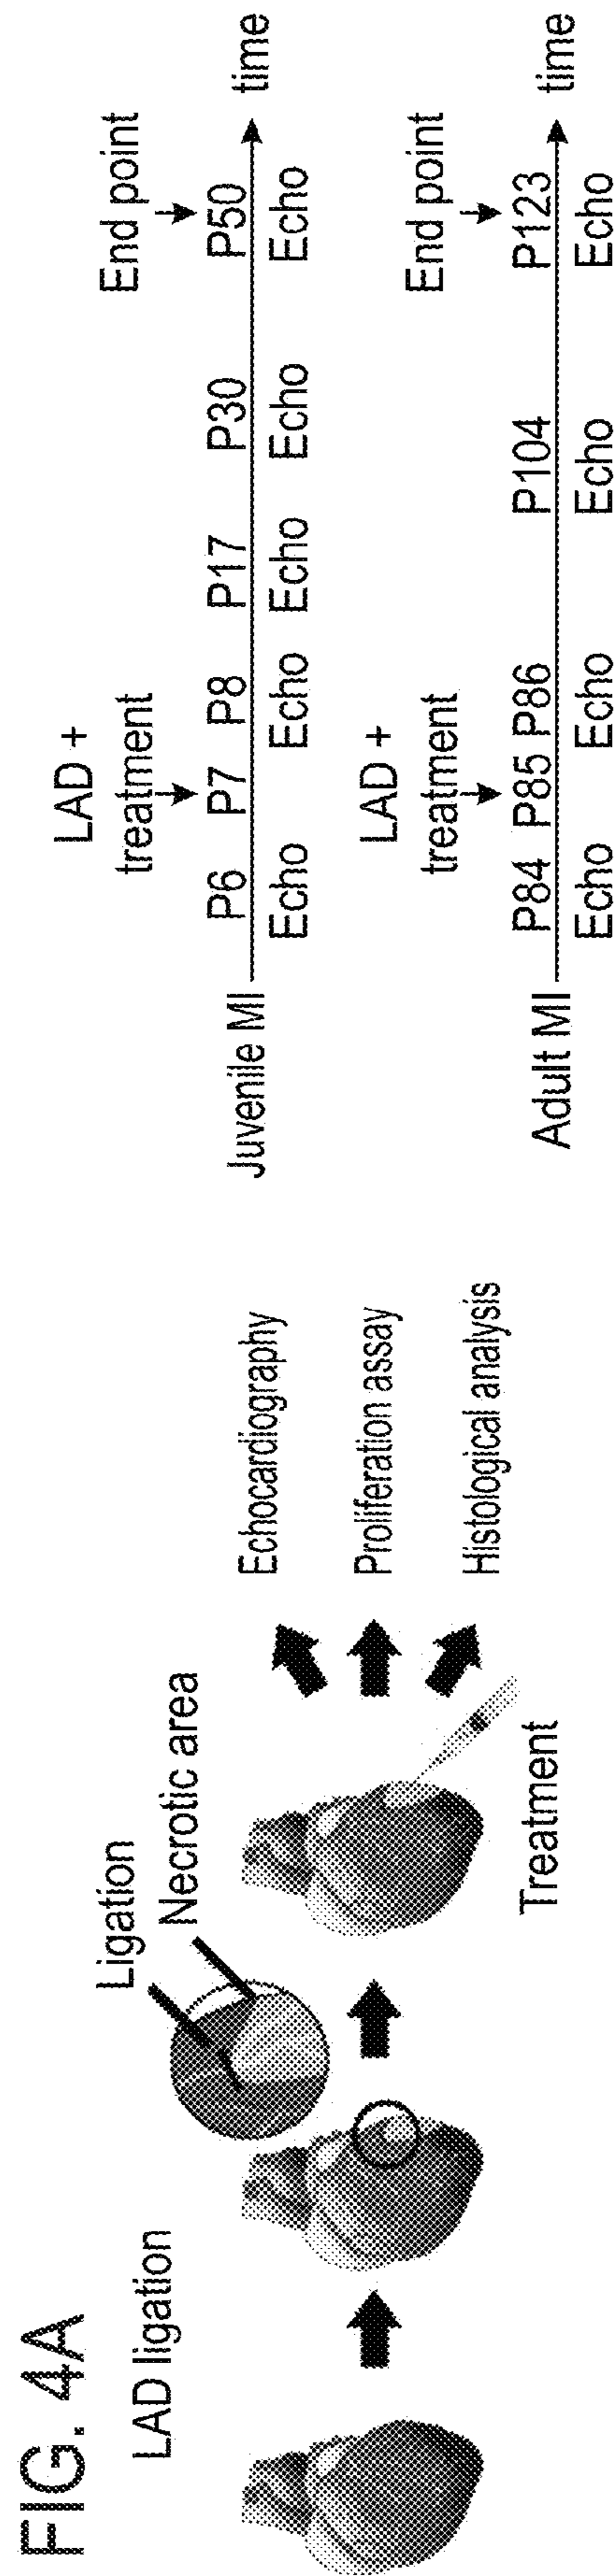 FIG. 4A
LAD ligation
Ligation
Necrotic area
Treatment
Echocardiography
Proliferation assay
Histological analysis
LAD +
treatment
End point
P6 P7 P8 P17 P30 P50
Juvenile MI
time
Echo Echo Echo Echo Echo
LAD +
treatment
End point
P84 P85 P86 P104 P123
Adult MI
time
Echo Echo Echo Echo